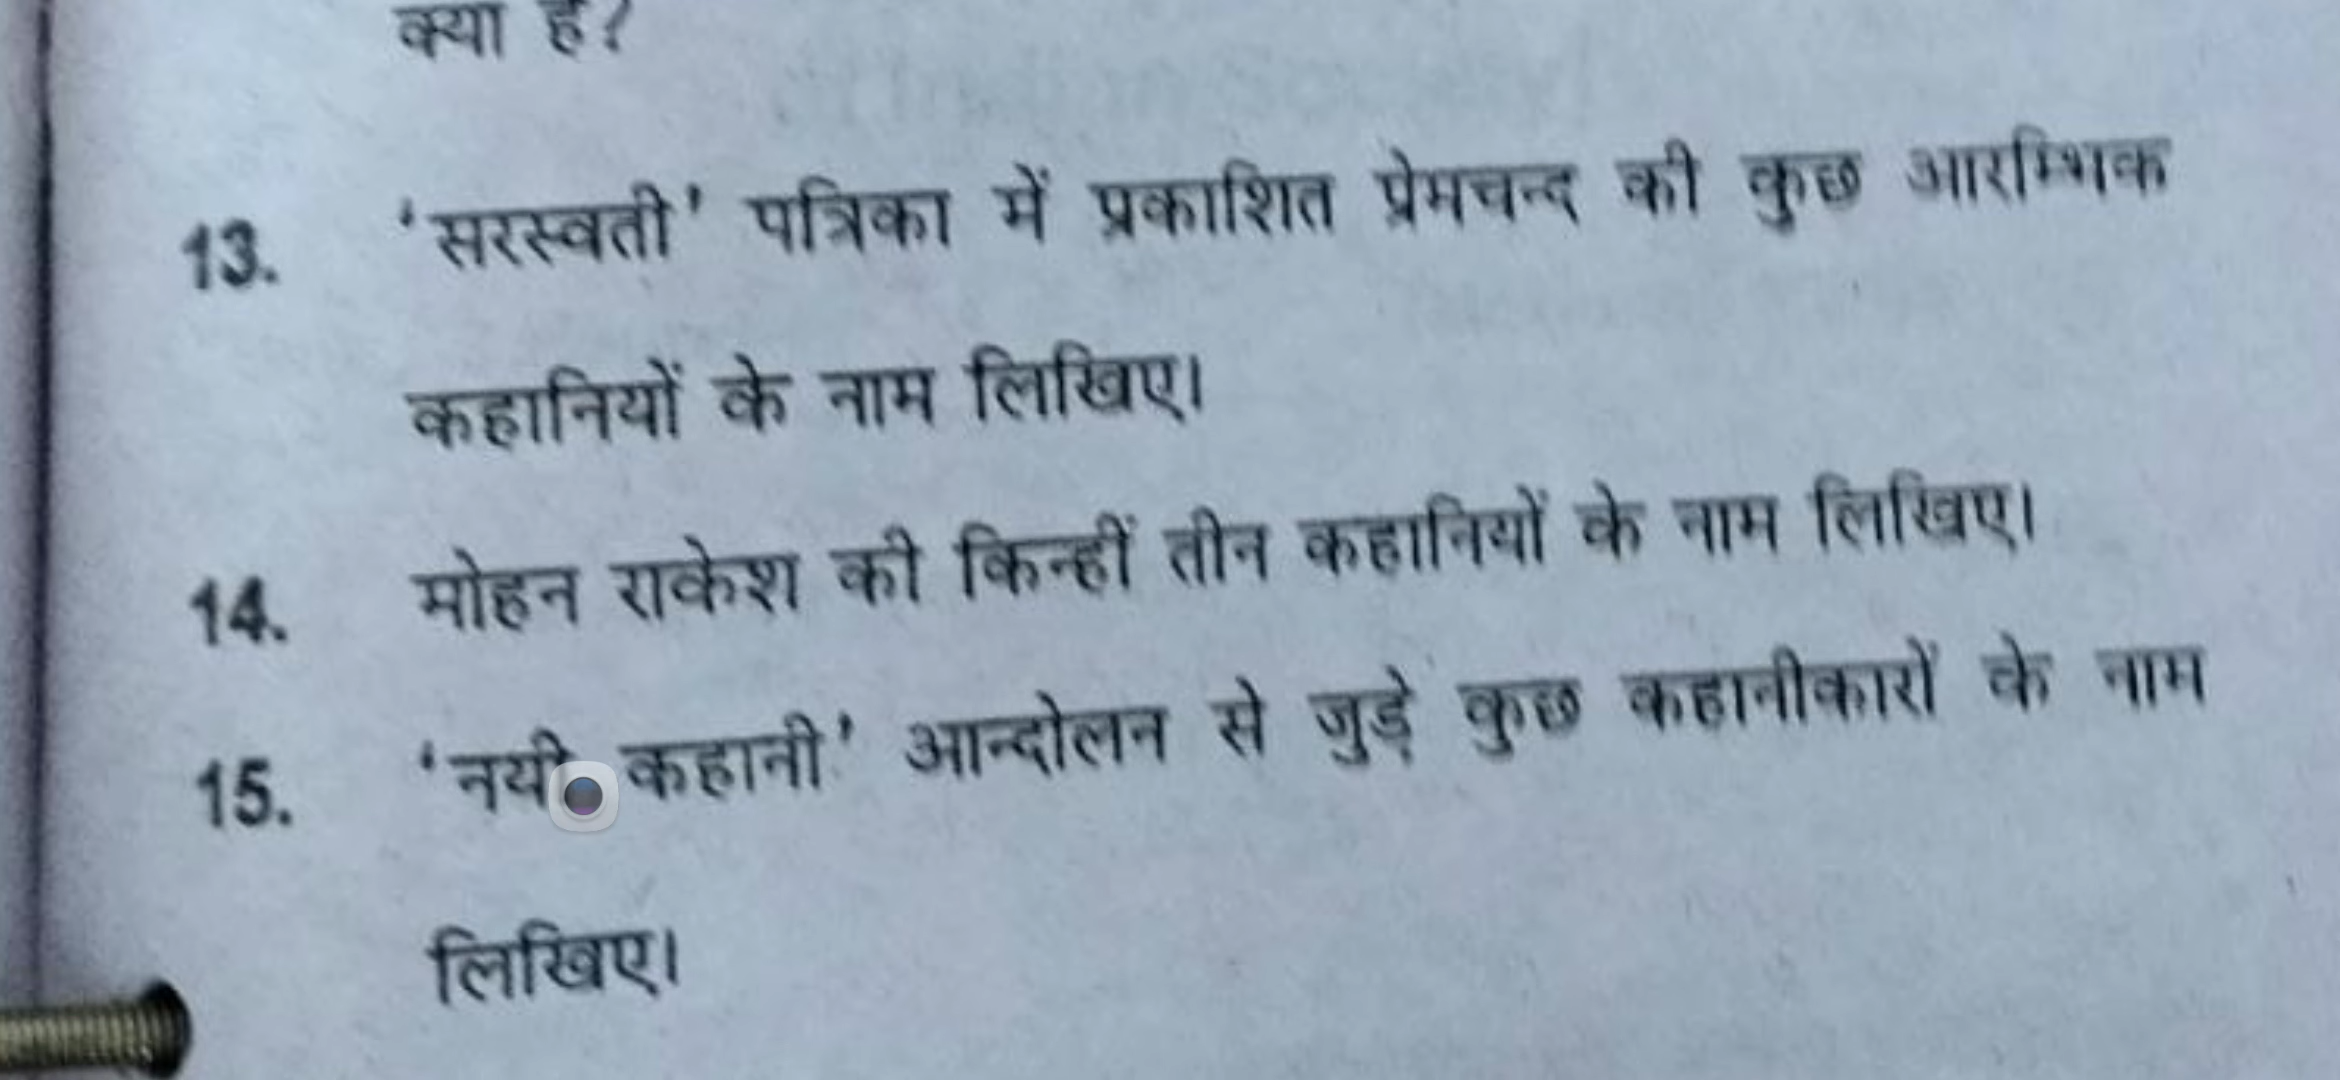 क्या है?
13. 'सरस्वती' पत्रिका में प्रकाशित प्रेमचन्द की कुछ आरम्भिक
कहानियों के नाम लिखिए।
14. मोहन राकेश की किन्हीं तीन कहानियों के नाम लिखिए।
15. 'नयी कहानी' आन्दोलन से जुड़े कुछ कहानीकारों के नाम
लिखिए।